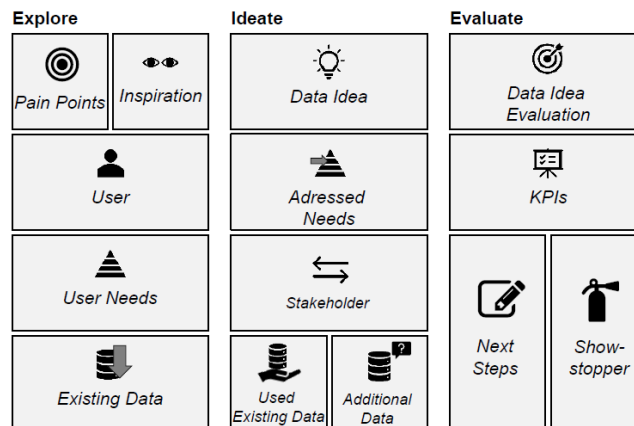 Explore
Pain Points
Inspiration
User
User Needs
Existing Data
Ideate
Data Idea
Adressed
Needs
Stakeholder
Used
Existing Data
Additional
Data
Evaluate
Data Idea
Evaluation
KPIs
Next
Steps
Show-
stopper